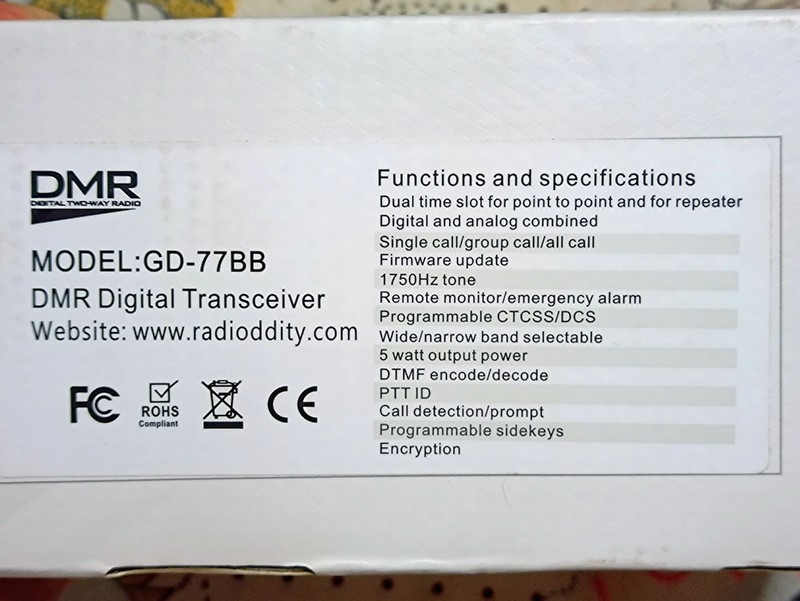 DMR
DIGITAL TWO-WAY RADIO
MODEL:GD-77BB
DMR Digital Transceiver
Website: www.radioddity.com
FC
ROHS
Compliant
CE
Functions and specifications
Dual time slot for point to point and for repeater
Digital and analog combined
Single call/group call/all call
Firmware update
1750Hz tone
Remote monitor/emergency alarm
Programmable CTCSS/DCS
Wide/narrow band selectable
5 watt output power
DTMF encode/decode
PTT ID
Call detection/prompt
Programmable sidekeys
Encryption